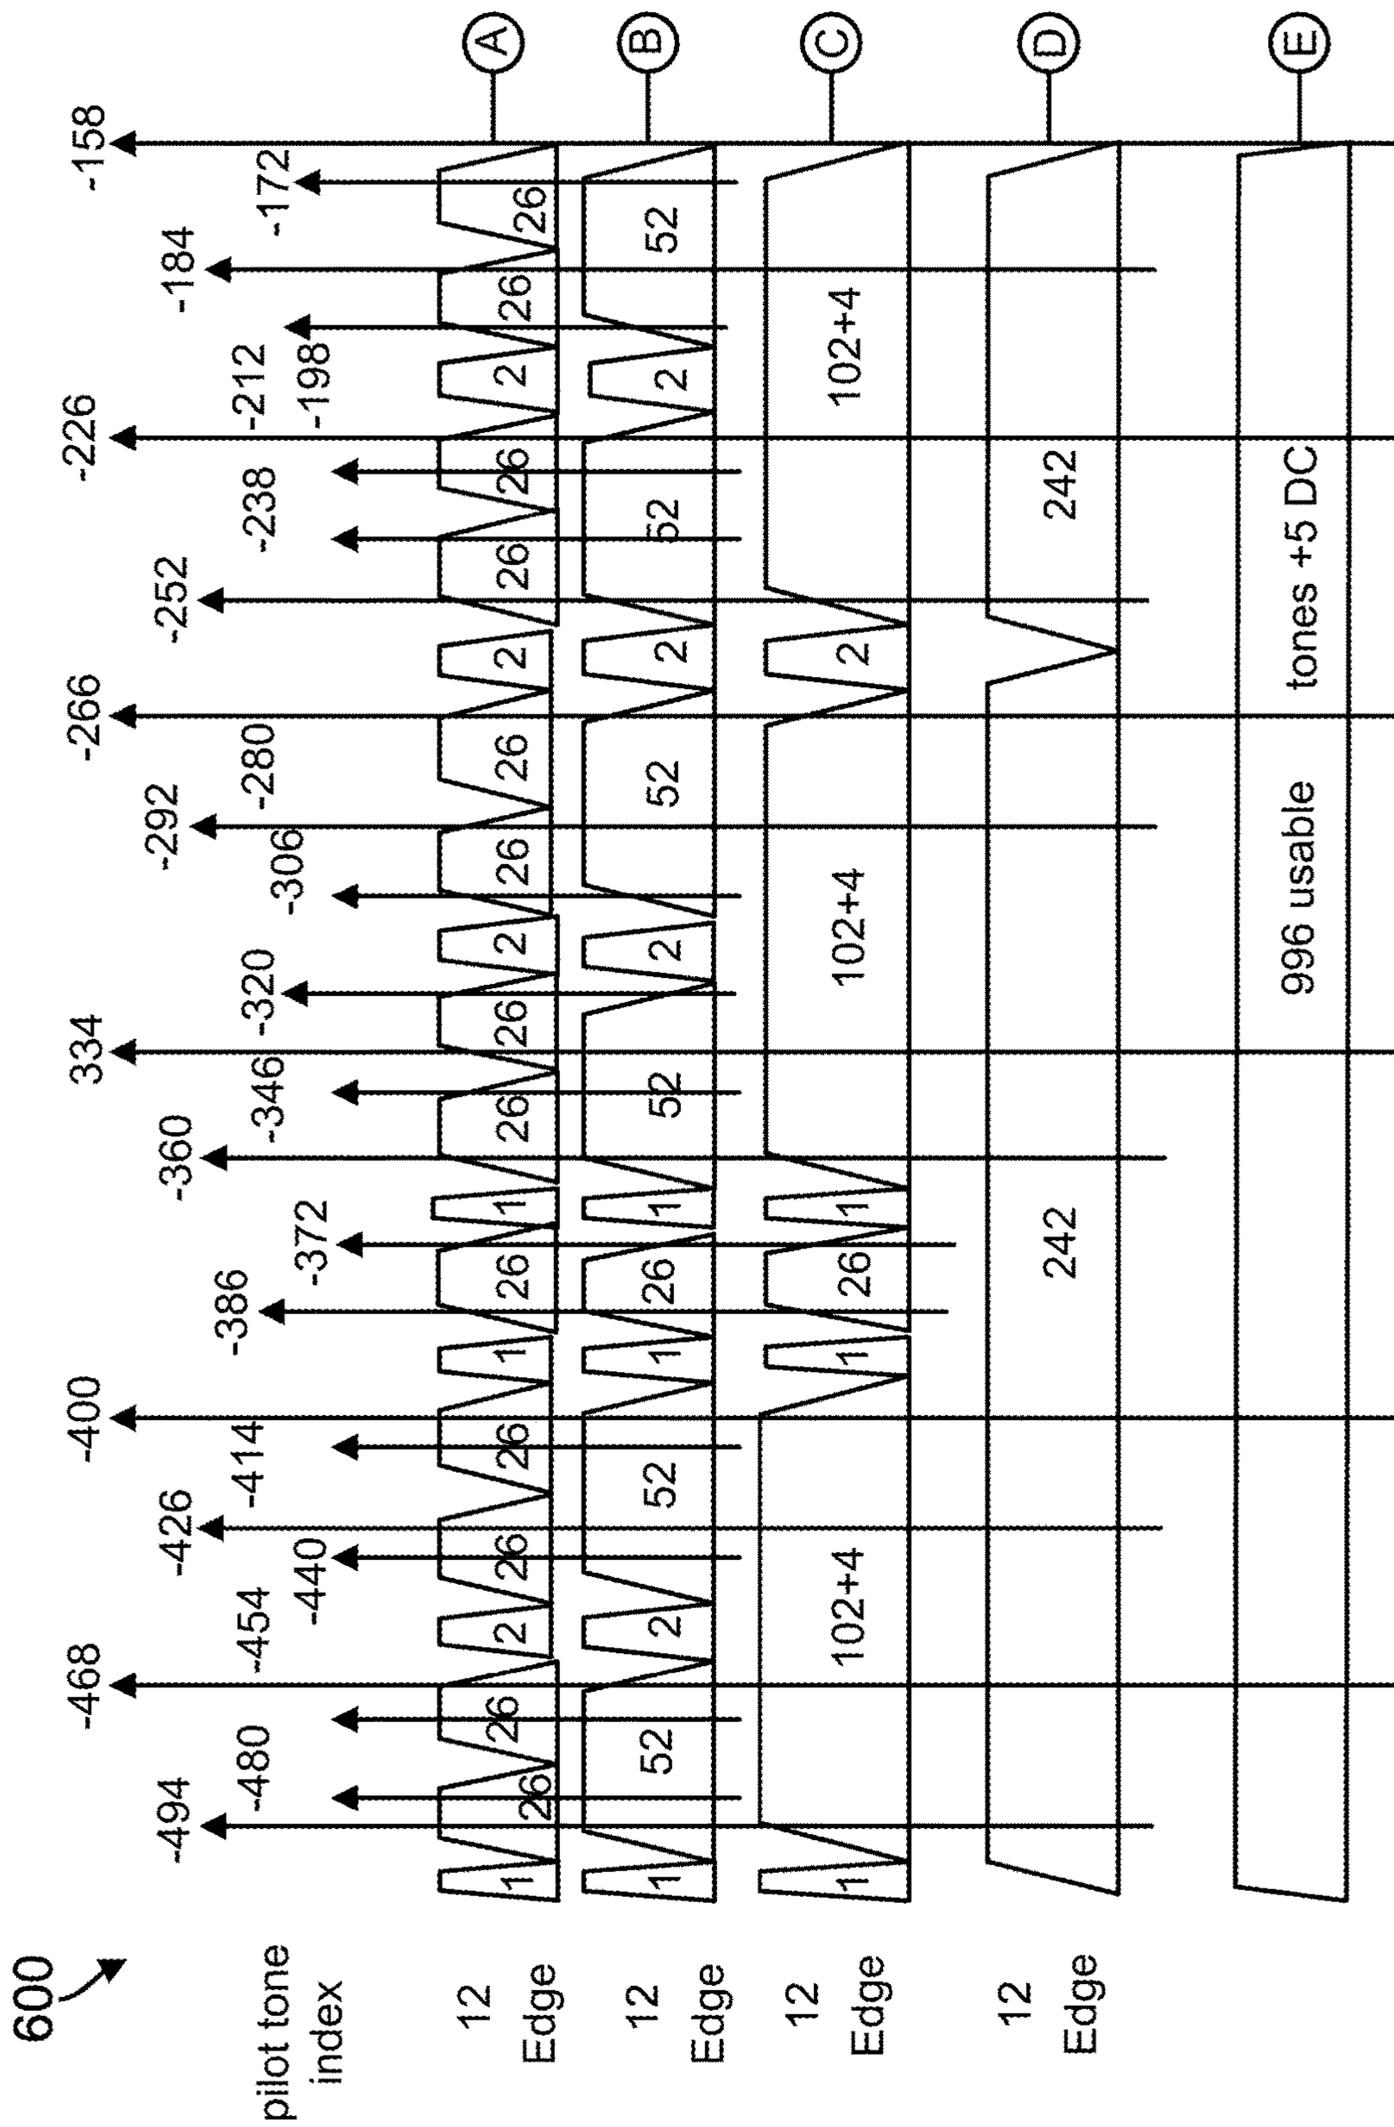 600
-468 -400 334 -266 -226 -158
-494 -426 -360 -292 -252 -184
pilot tone -480 -454 -414 -386 -346 -320 -280 -238 -212 -172
index -440 -372 -306 -198
12 1 26 26 2 26 26 1 26 1 26 26 2 26 26 2 26 26 2 26 26 A
Edge
12 1 52 2 52 1 26 1 52 2 52 2 52 2 52 B
Edge
12 1 102+4 1 26 1 102+4 2 102+4 C
Edge
12 242 242 D
Edge
996 usable tones +5 DC E